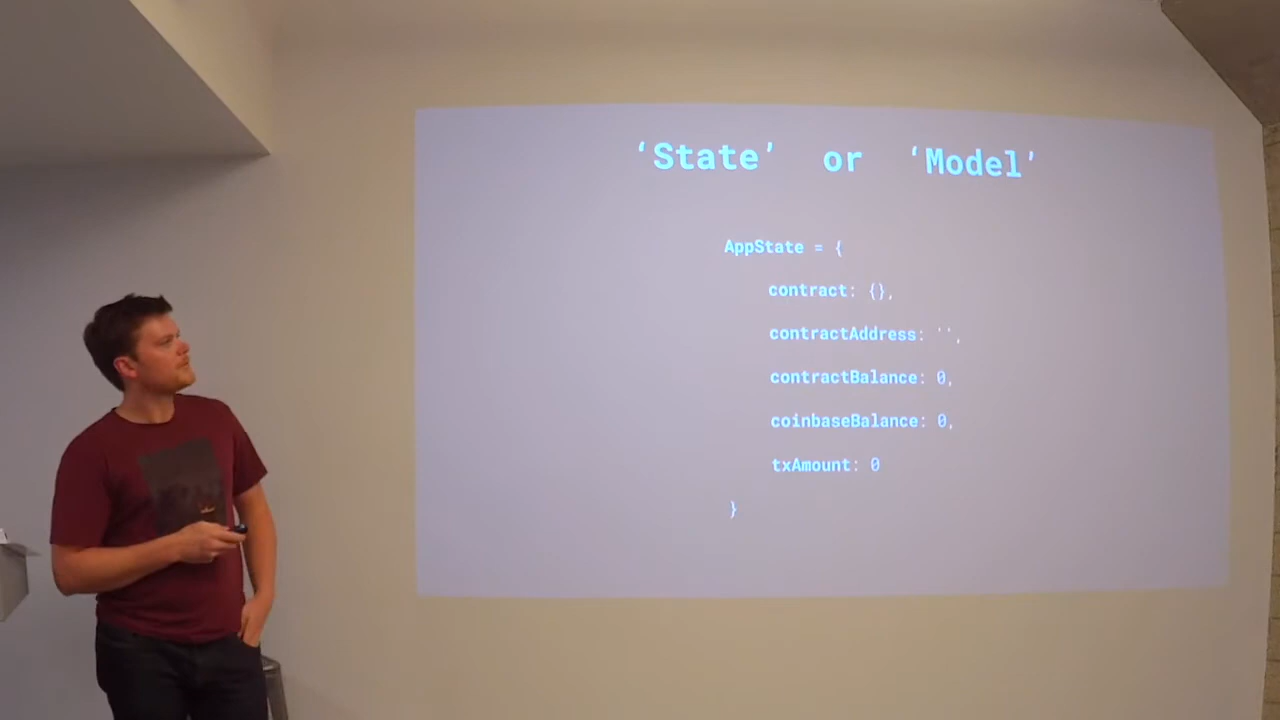 ‘State’ or ‘Model’
AppState = {
contract: {},
contractAddress: '',
contractBalance: 0,
coinbaseBalance: 0,
txAmount: 0
}